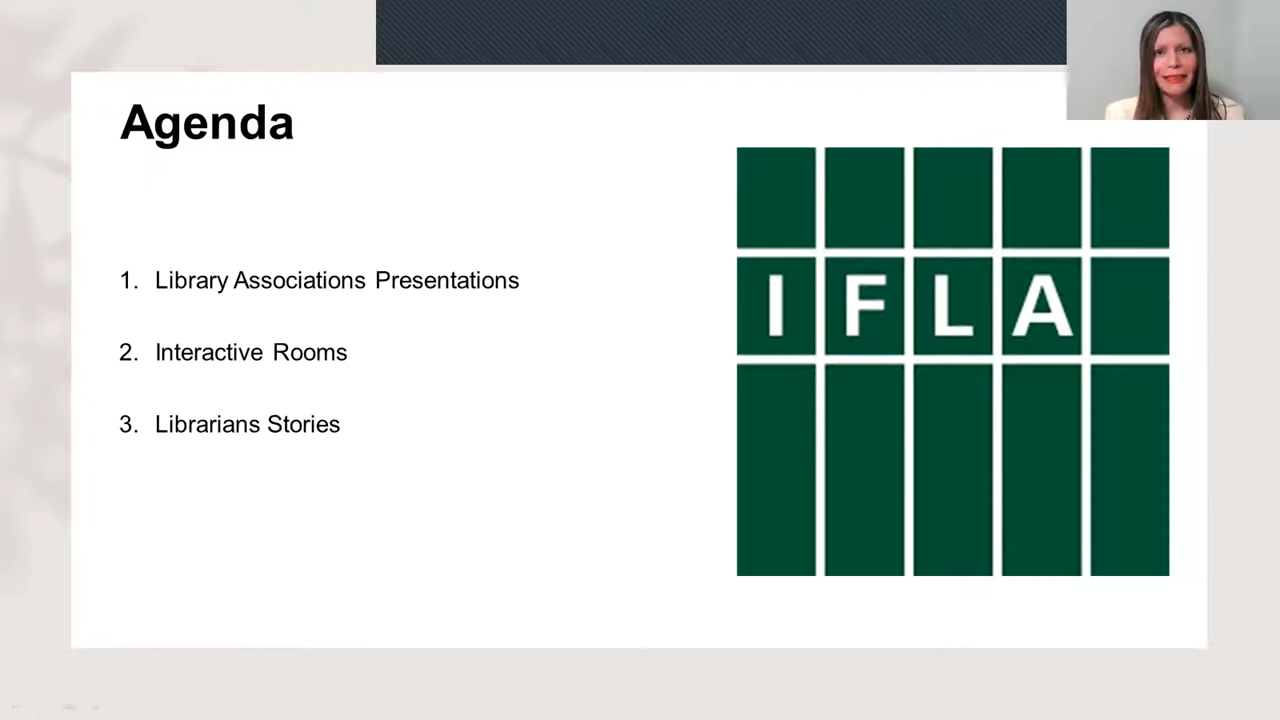 Agenda
1. Library Associations Presentations
2. Interactive Rooms
3. Librarians Stories
IFLA